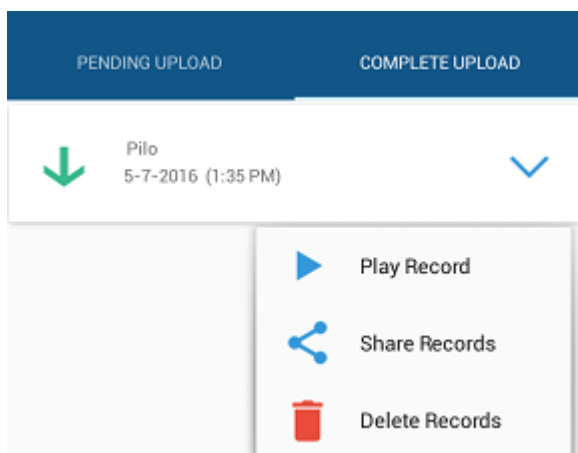 PENDING UPLOAD
COMPLETE UPLOAD
Pilo
5-7-2016 (1:35 PM)
Play Record
Share Records
Delete Records